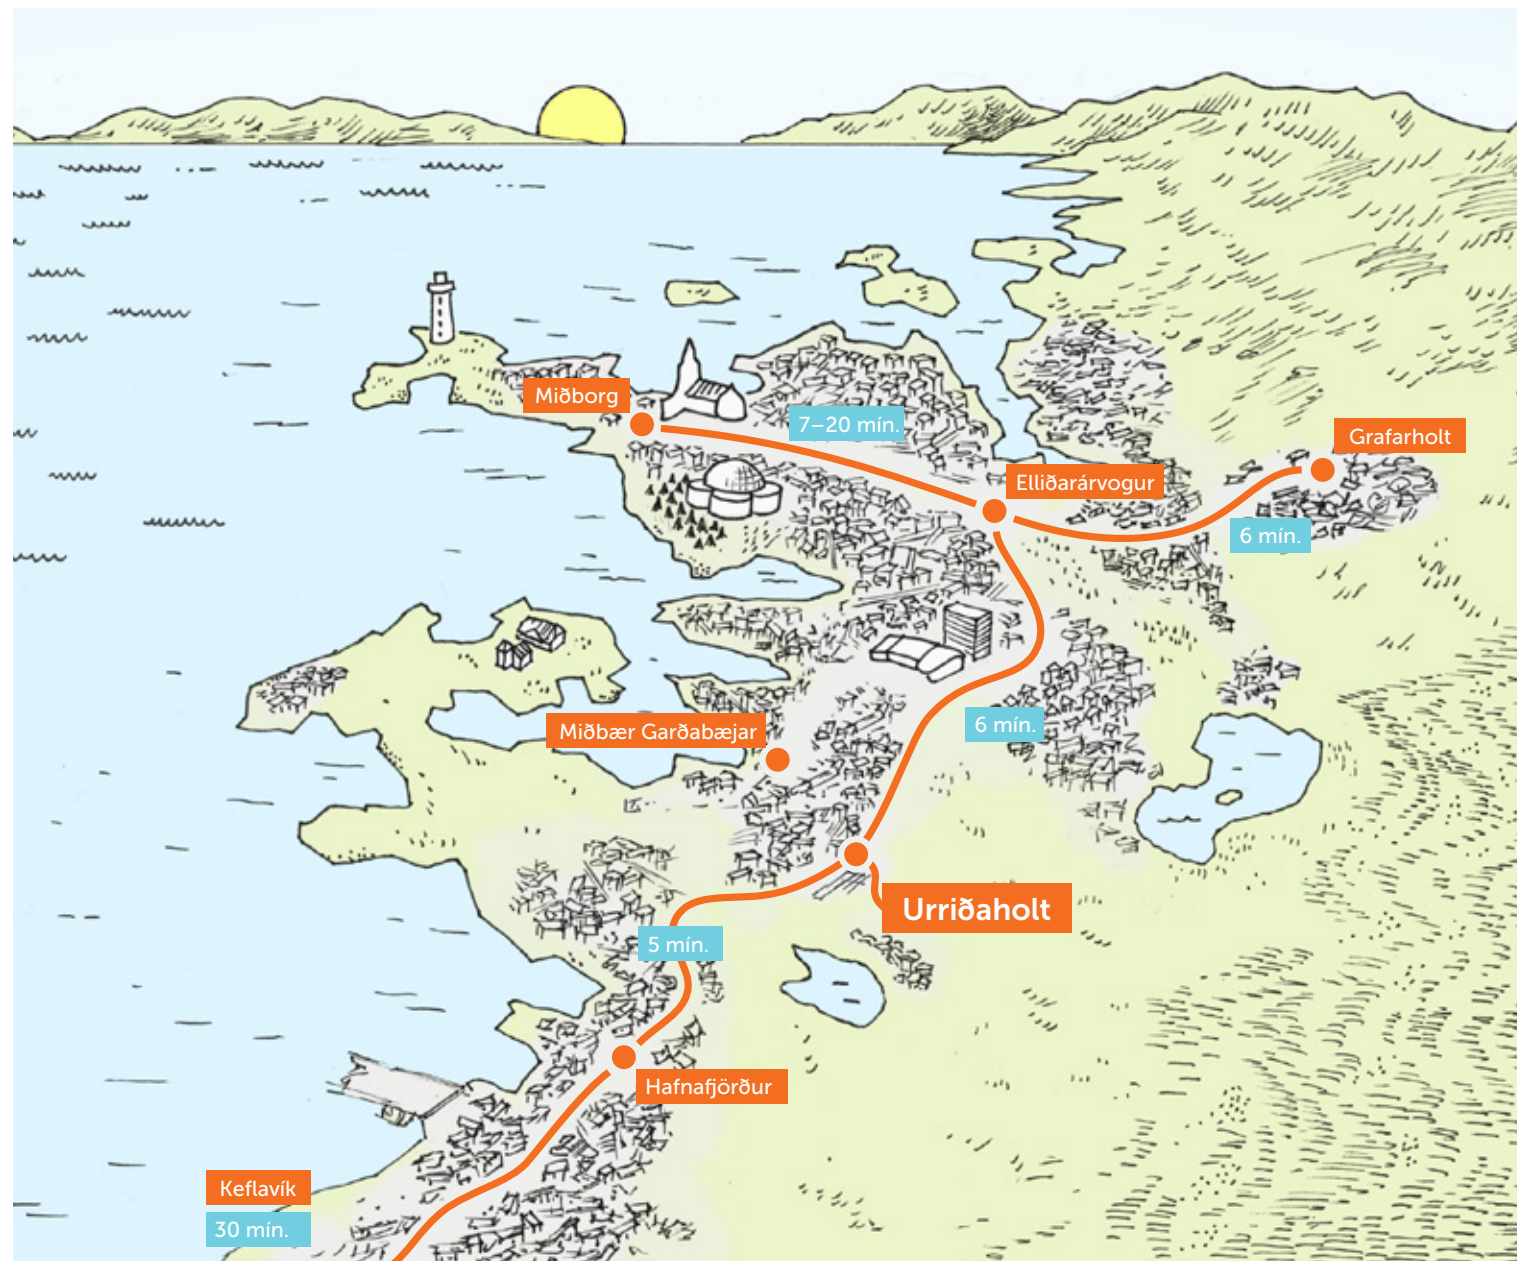 Miðborg
7–20 mín.
Grafarholt
Elliðarárvogur
6 mín.
6 mín.
Miðbær Garðabæjar
Urriðaholt
5 mín.
Hafnafjörður
Keflavík
30 mín.